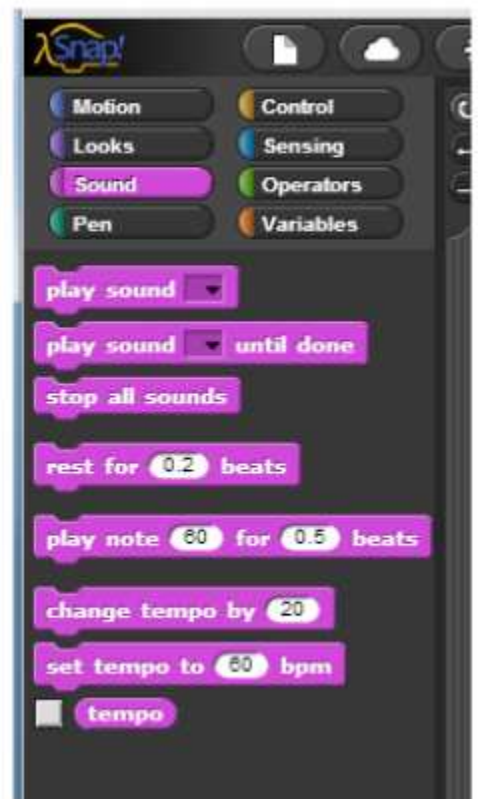 λSnap!
Motion Control
Looks Sensing
Sound Operators
Pen Variables
play sound
play sound until done
stop all sounds
rest for 0.2 beats
play note 60 for 0.5 beats
change tempo by 20
set tempo to 60 bpm
tempo